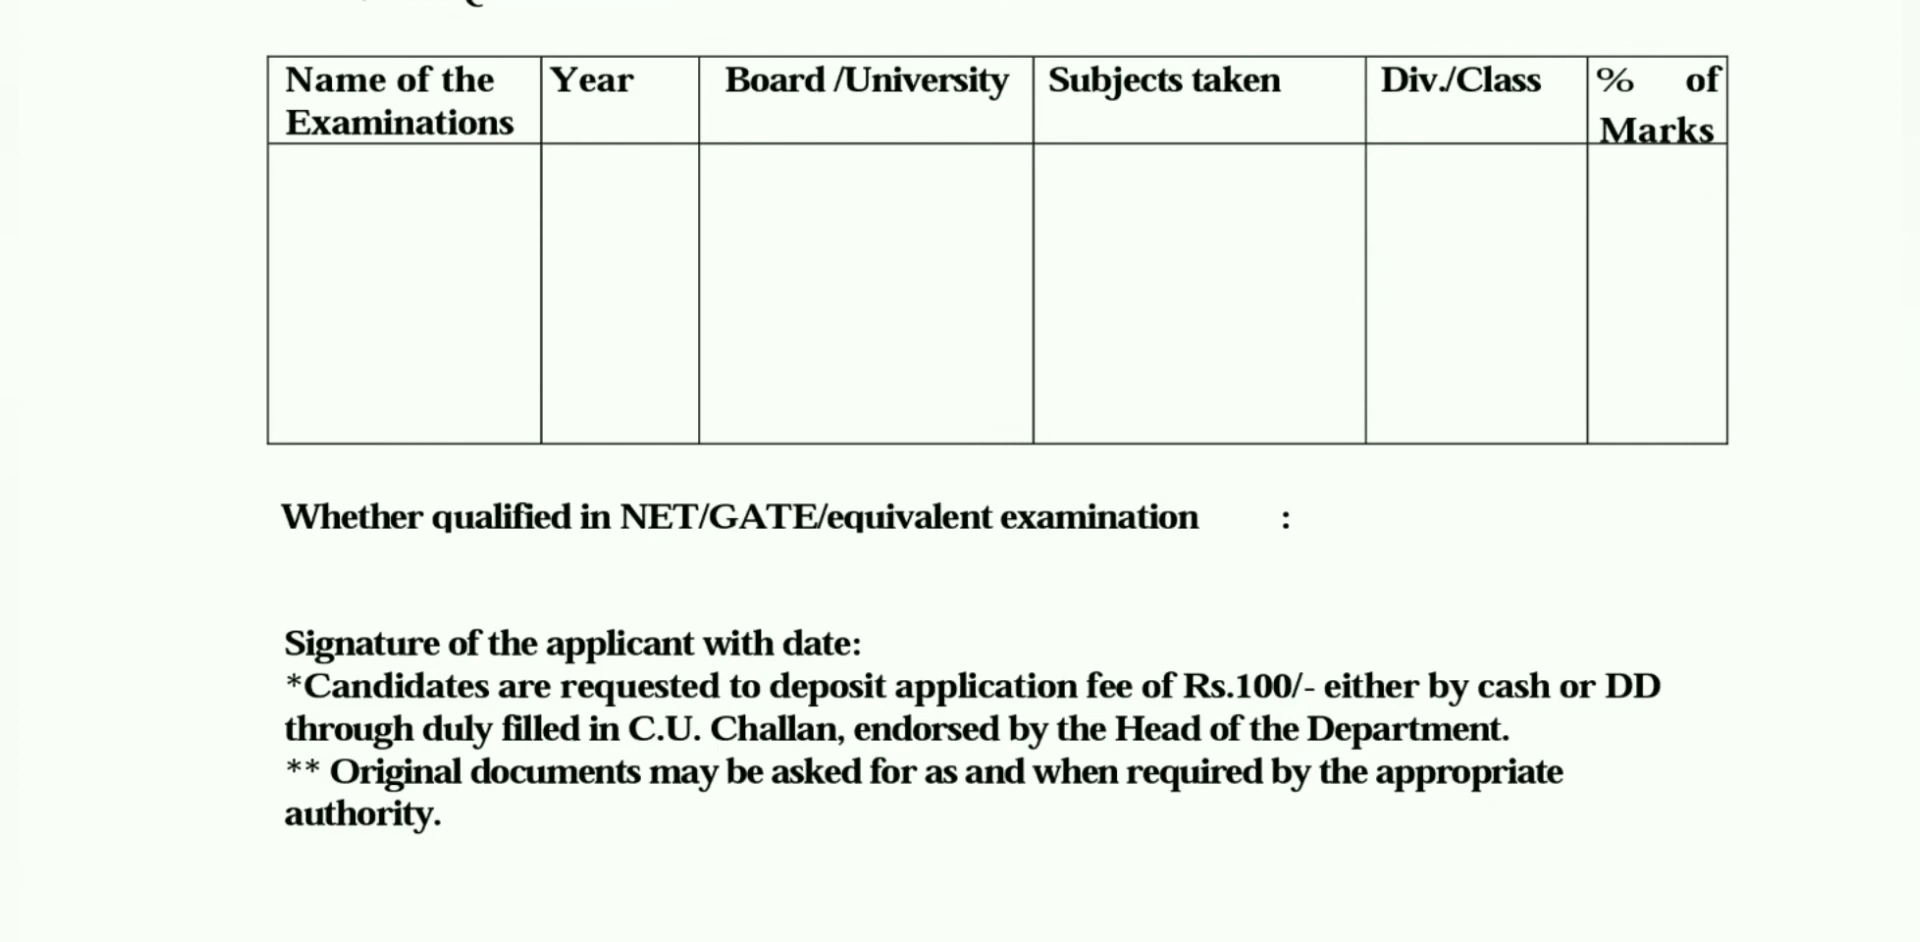 Name of the Examinations Year Board /University Subjects taken Div./Class % of Marks
Whether qualified in NET/GATE/equivalent examination :
Signature of the applicant with date:
*Candidates are requested to deposit application fee of Rs.100/- either by cash or DD
through duly filled in C.U. Challan, endorsed by the Head of the Department.
** Original documents may be asked for as and when required by the appropriate
authority.